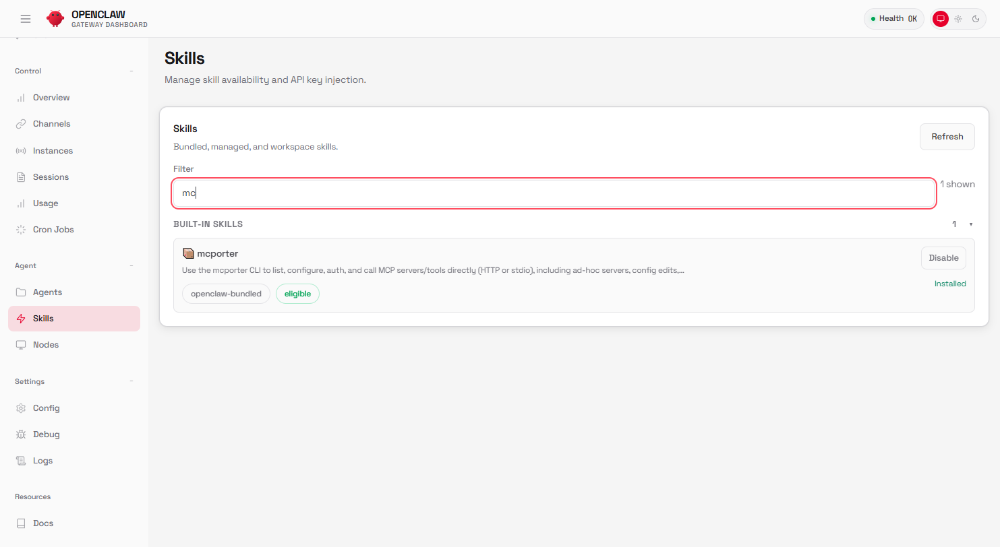 OPENCLAW
GATEWAY DASHBOARD
Health OK
Control −
Overview
Channels
Instances
Sessions
Usage
Cron Jobs
Agent −
Agents
Skills
Nodes
Settings −
Config
Debug
Logs
Resources
Docs
Skills
Manage skill availability and API key injection.
Skills
Bundled, managed, and workspace skills.
Refresh
Filter
mc
1 shown
BUILT-IN SKILLS
1
mcporter
Use the mcporter CLI to list, configure, auth, and call MCP servers/tools directly (HTTP or stdio), including ad-hoc servers, config edits,…
openclaw-bundled
eligible
Disable
Installed